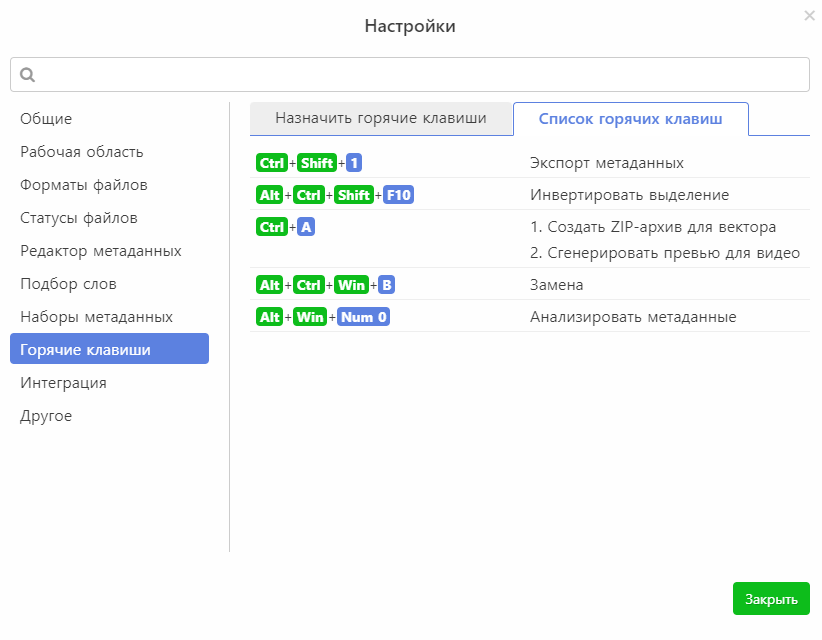 Настройки
Общие
Рабочая область
Форматы файлов
Статусы файлов
Редактор метаданных
Подбор слов
Наборы метаданных
Горячие клавиши
Интеграция
Другое
Назначить горячие клавиши
Список горячих клавиш
Ctrl+Shift+1 Экспорт метаданных
Alt+Ctrl+Shift+F10 Инвертировать выделение
Ctrl+A 1. Создать ZIP-архив для вектора
2. Сгенерировать превью для видео
Alt+Ctrl+Win+B Замена
Alt+Win+Num 0 Анализировать метаданные
Закрыть